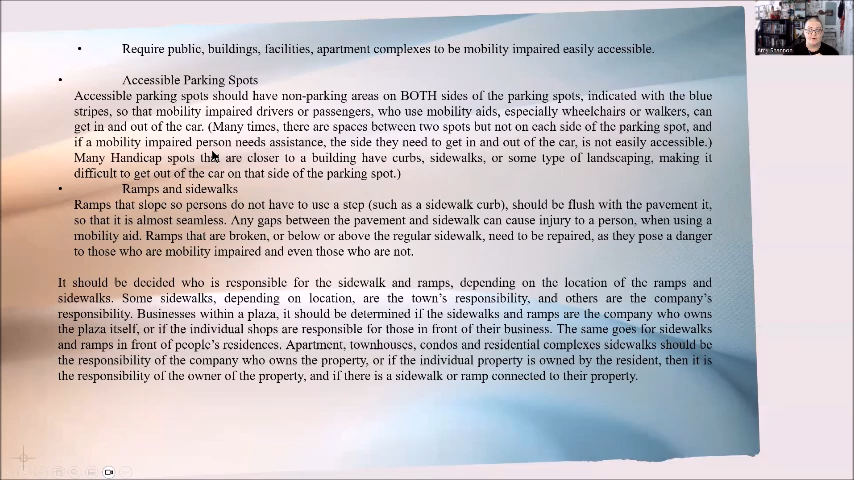 Amy Shannon
• Require public, buildings, facilities, apartment complexes to be mobility impaired easily accessible.
• Accessible Parking Spots
Accessible parking spots should have non-parking areas on BOTH sides of the parking spots, indicated with the blue
stripes, so that mobility impaired drivers or passengers, who use mobility aids, especially wheelchairs or walkers, can
get in and out of the car. (Many times, there are spaces between two spots but not on each side of the parking spot, and
if a mobility impaired person needs assistance, the side they need to get in and out of the car, is not easily accessible.)
Many Handicap spots that are closer to a building have curbs, sidewalks, or some type of landscaping, making it
difficult to get out of the car on that side of the parking spot.)
• Ramps and sidewalks
Ramps that slope so persons do not have to use a step (such as a sidewalk curb), should be flush with the pavement it,
so that it is almost seamless. Any gaps between the pavement and sidewalk can cause injury to a person, when using a
mobility aid. Ramps that are broken, or below or above the regular sidewalk, need to be repaired, as they pose a danger
to those who are mobility impaired and even those who are not.
It should be decided who is responsible for the sidewalk and ramps, depending on the location of the ramps and
sidewalks. Some sidewalks, depending on location, are the town's responsibility, and others are the company's
responsibility. Businesses within a plaza, it should be determined if the sidewalks and ramps are the company who owns
the plaza itself, or if the individual shops are responsible for those in front of their business. The same goes for sidewalks
and ramps in front of people's residences. Apartment, townhouses, condos and residential complexes sidewalks should be
the responsibility of the company who owns the property, or if the individual property is owned by the resident, then it is
the responsibility of the owner of the property, and if there is a sidewalk or ramp connected to their property.